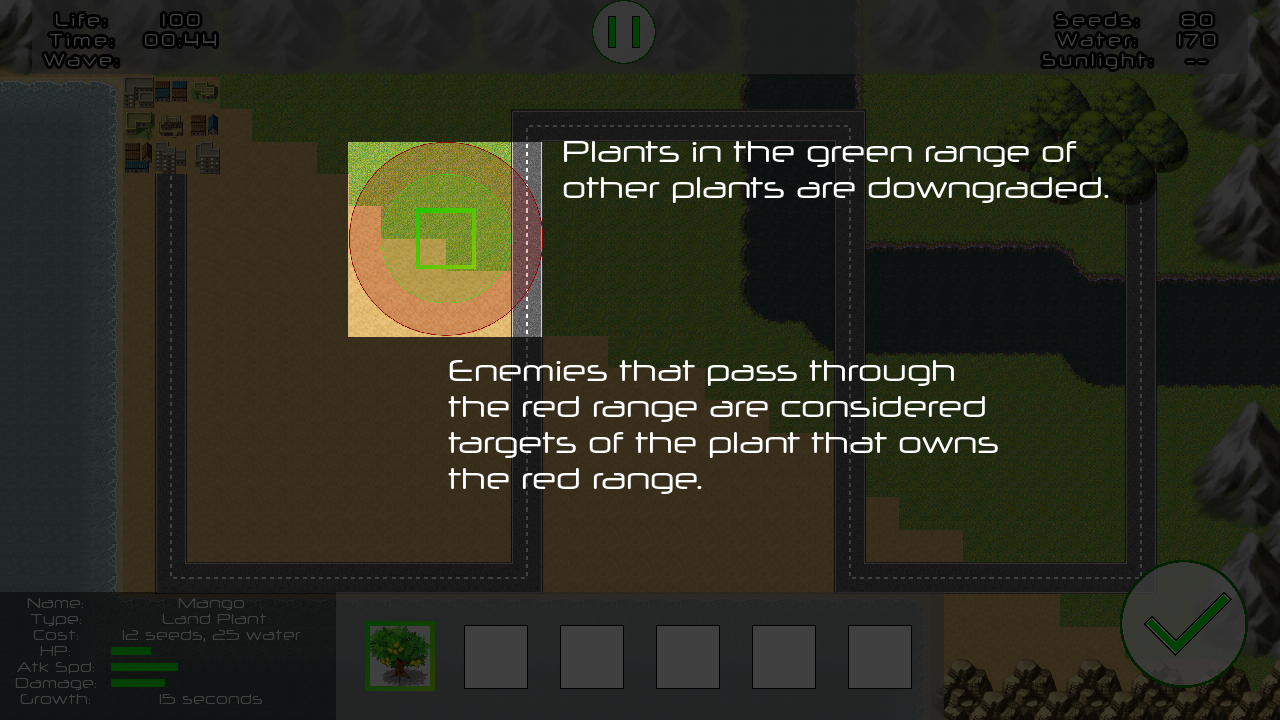 Life: 100
Time: 00:44
Wave:
Seeds: 80
Water: 170
Sunlight: --
Plants in the green range of
other plants are downgraded.
Enemies that pass through
the red range are considered
targets of the plant that owns
the red range.
Name: Mango
Type: Land Plant
Cost: 12 seeds, 25 water
HP:
Atk Spd:
Damage:
Growth: 15 seconds